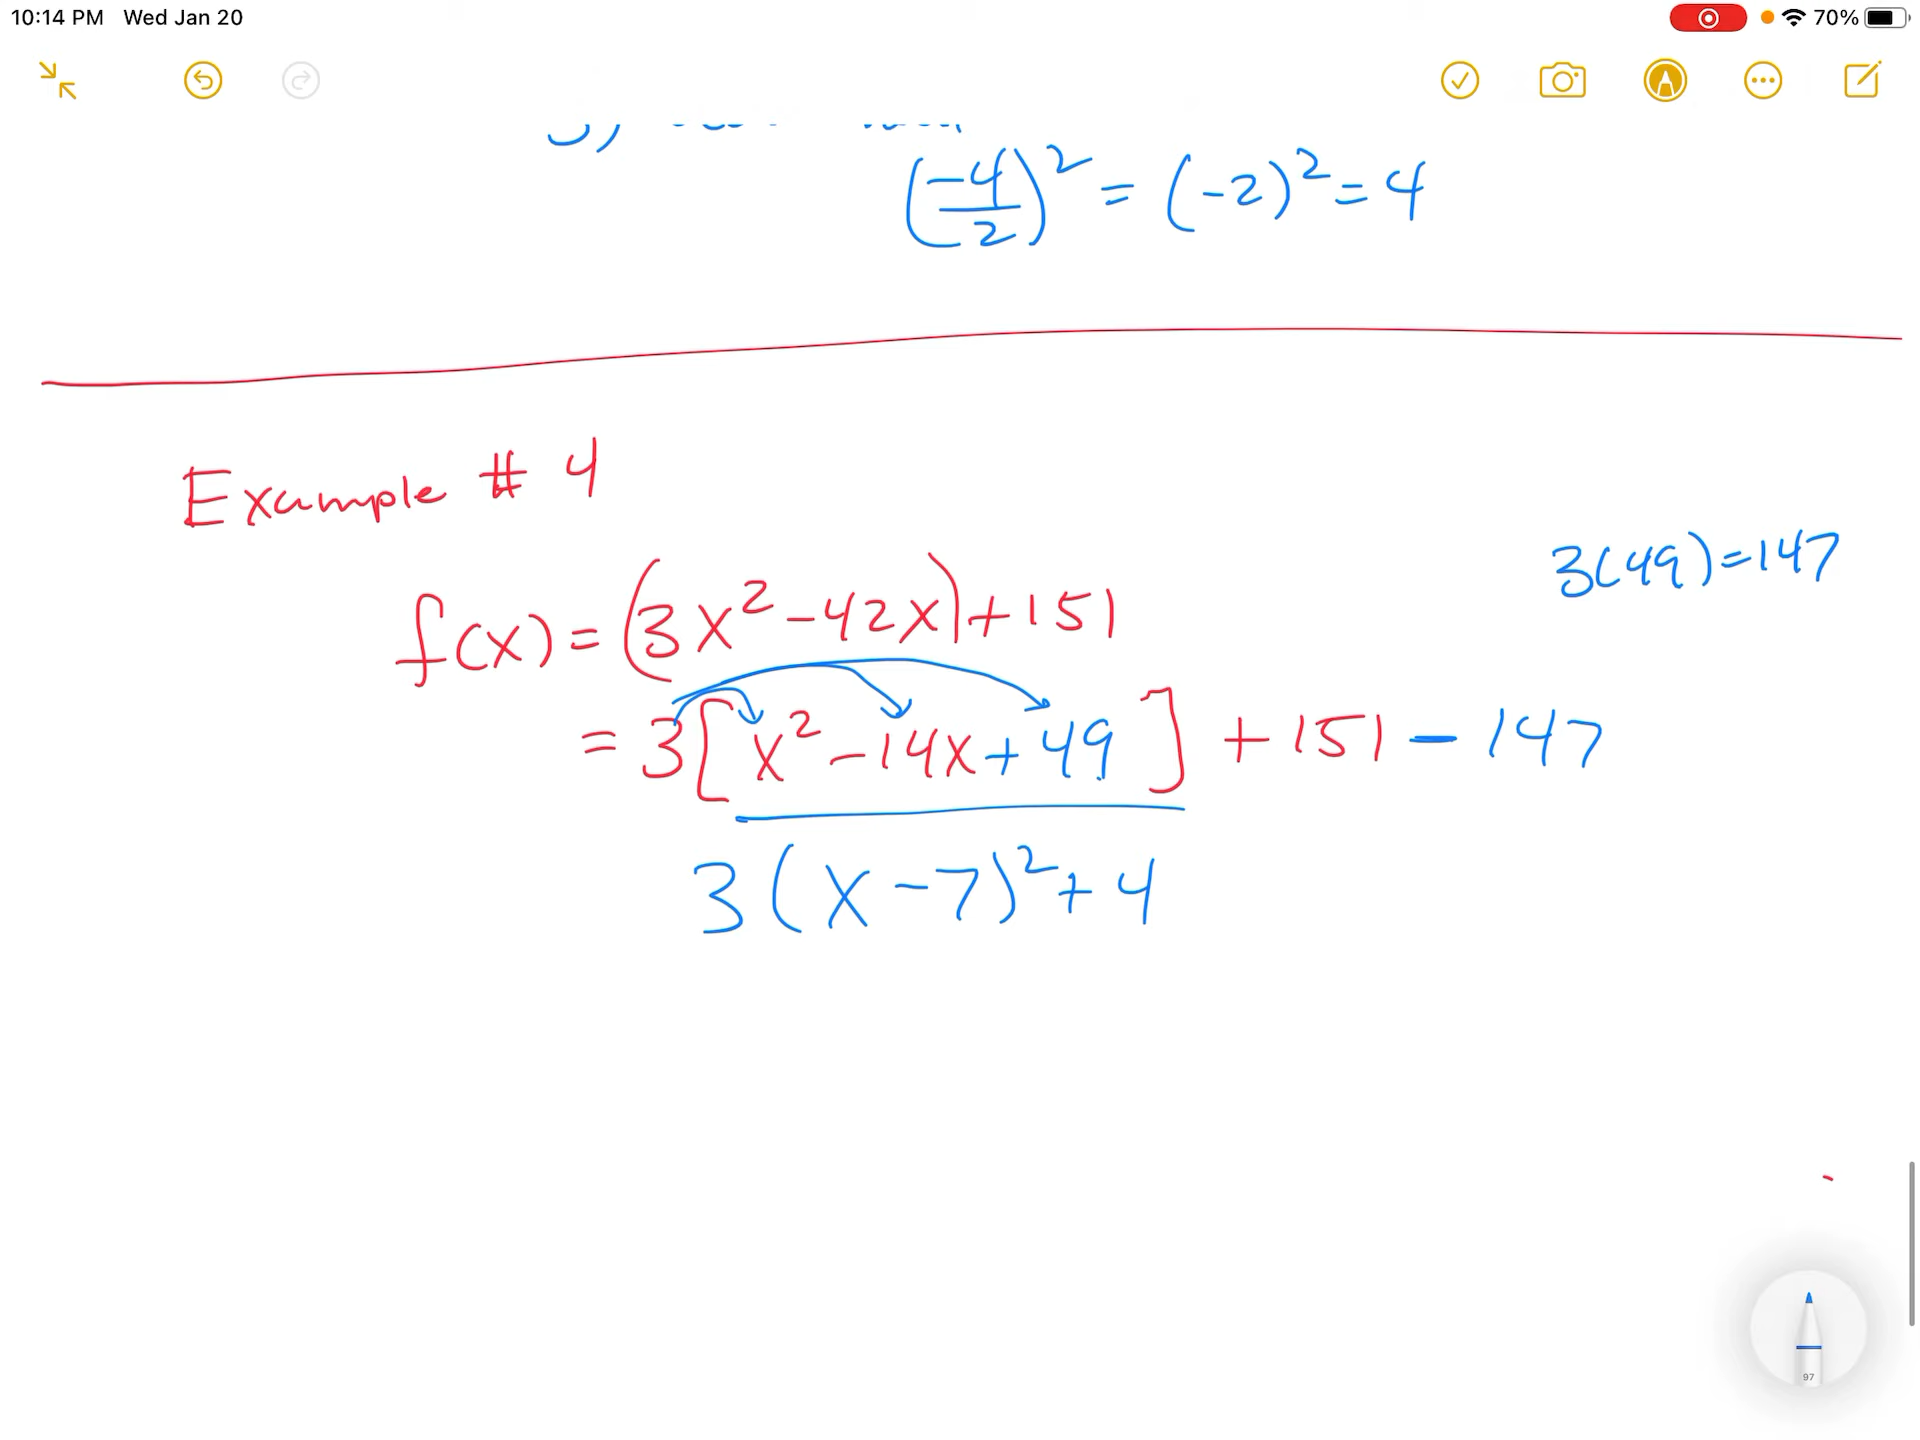 10:14 PM Wed Jan 20
70%
(-4/2)² = (-2)² = 4
Example # 4
3(49)=147
f(x) = (3x²-42x)+151
= 3[x²-14x+49] + 151 - 147
3(x-7)²+4
97